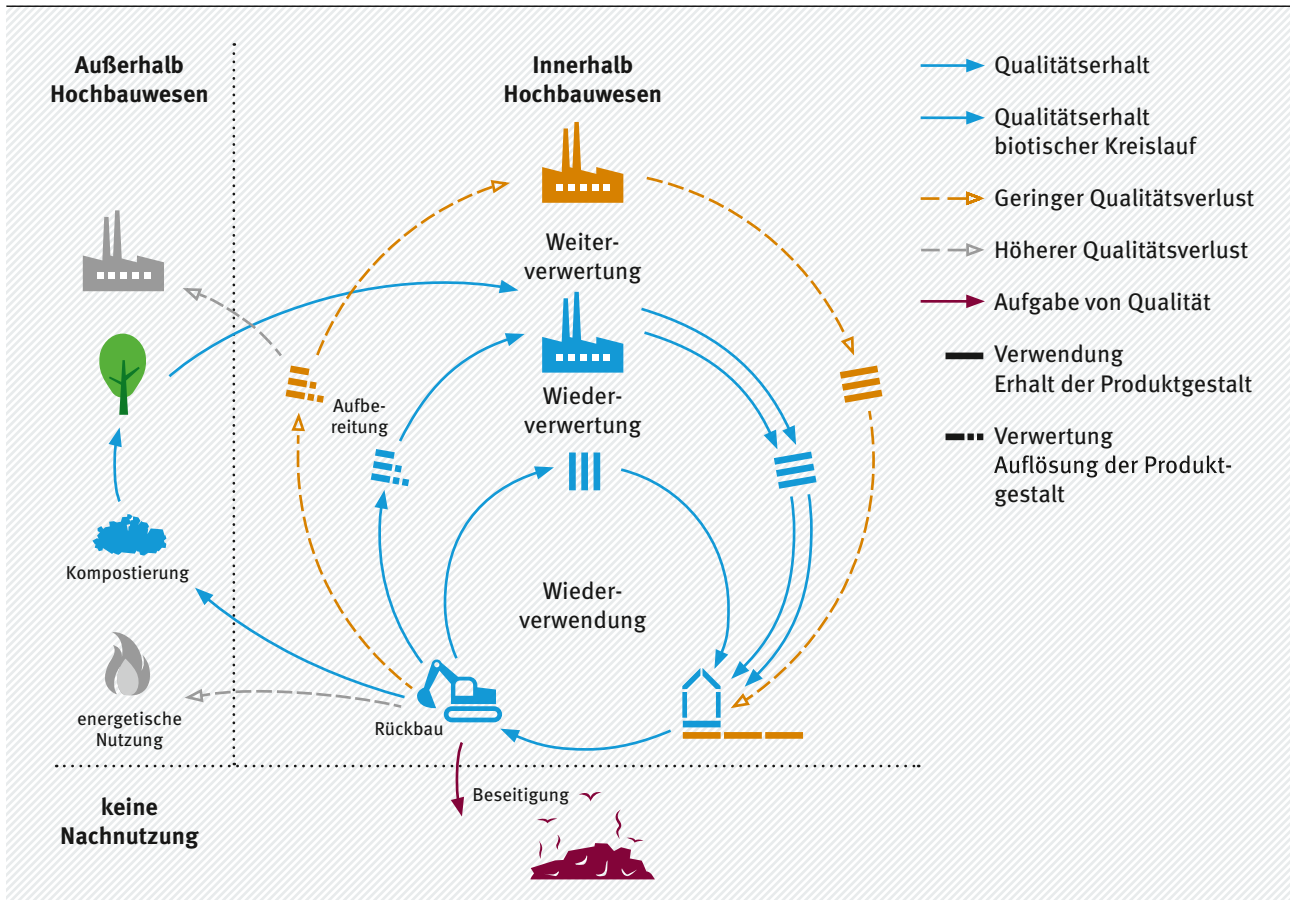 Außerhalb
Hochbauwesen
Innerhalb
Hochbauwesen
Weiter-
verwertung
Aufbe-
reitung
Wieder-
verwertung
Kompostierung
Wieder-
verwendung
energetische
Nutzung
Rückbau
keine
Nachnutzung
Beseitigung
Qualitätserhalt
Qualitätserhalt
biotischer Kreislauf
Geringer Qualitätsverlust
Höherer Qualitätsverlust
Aufgabe von Qualität
Verwendung
Erhalt der Produktgestalt
Verwertung
Auflösung der Produkt-
gestalt